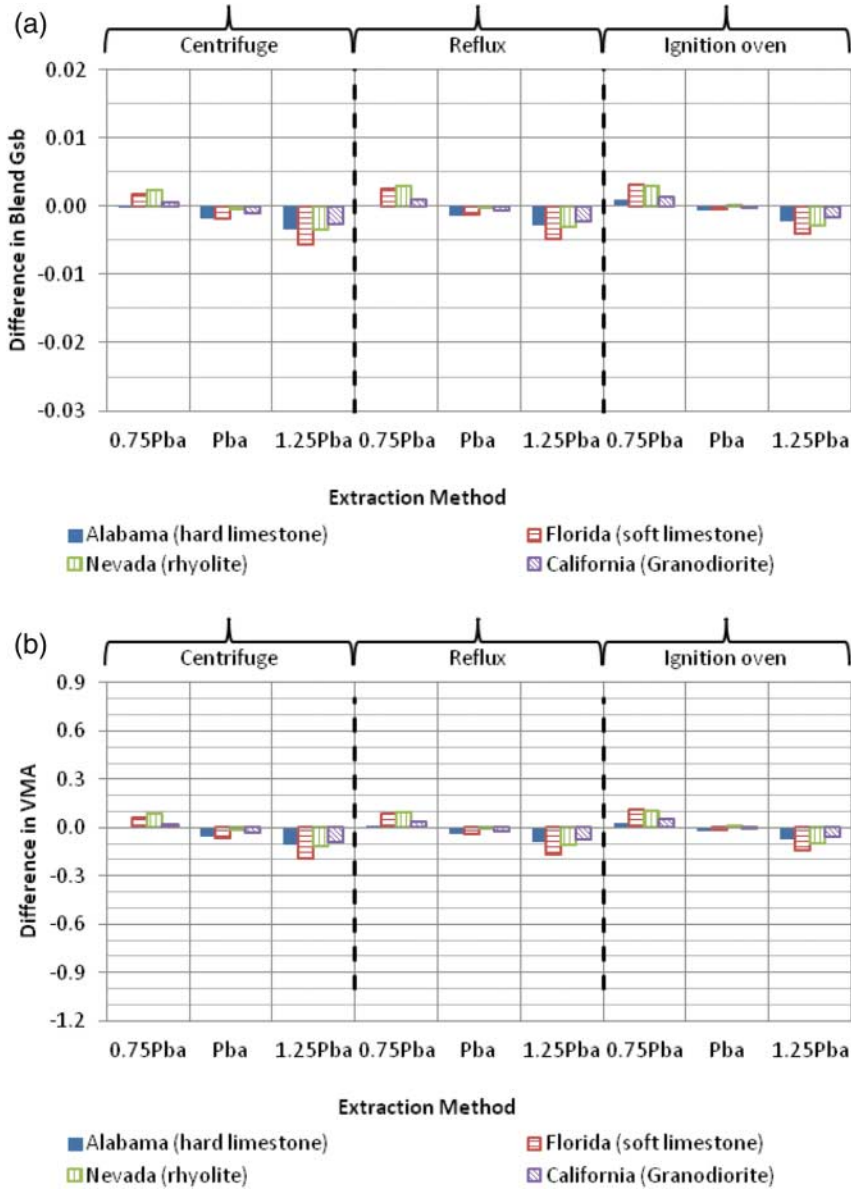 (a)
Centrifuge Reflux Ignition oven
0.02
0.01
0.00
-0.01
-0.02
-0.03
Difference in Blend Gsb
0.75Pba Pba 1.25Pba 0.75Pba Pba 1.25Pba 0.75Pba Pba 1.25Pba
Extraction Method
Alabama (hard limestone) Florida (soft limestone)
Nevada (rhyolite) California (Granodiorite)
(b)
Centrifuge Reflux Ignition oven
0.9
0.6
0.3
0.0
-0.3
-0.6
-0.9
-1.2
Difference in VMA
0.75Pba Pba 1.25Pba 0.75Pba Pba 1.25Pba 0.75Pba Pba 1.25Pba
Extraction Method
Alabama (hard limestone) Florida (soft limestone)
Nevada (rhyolite) California (Granodiorite)